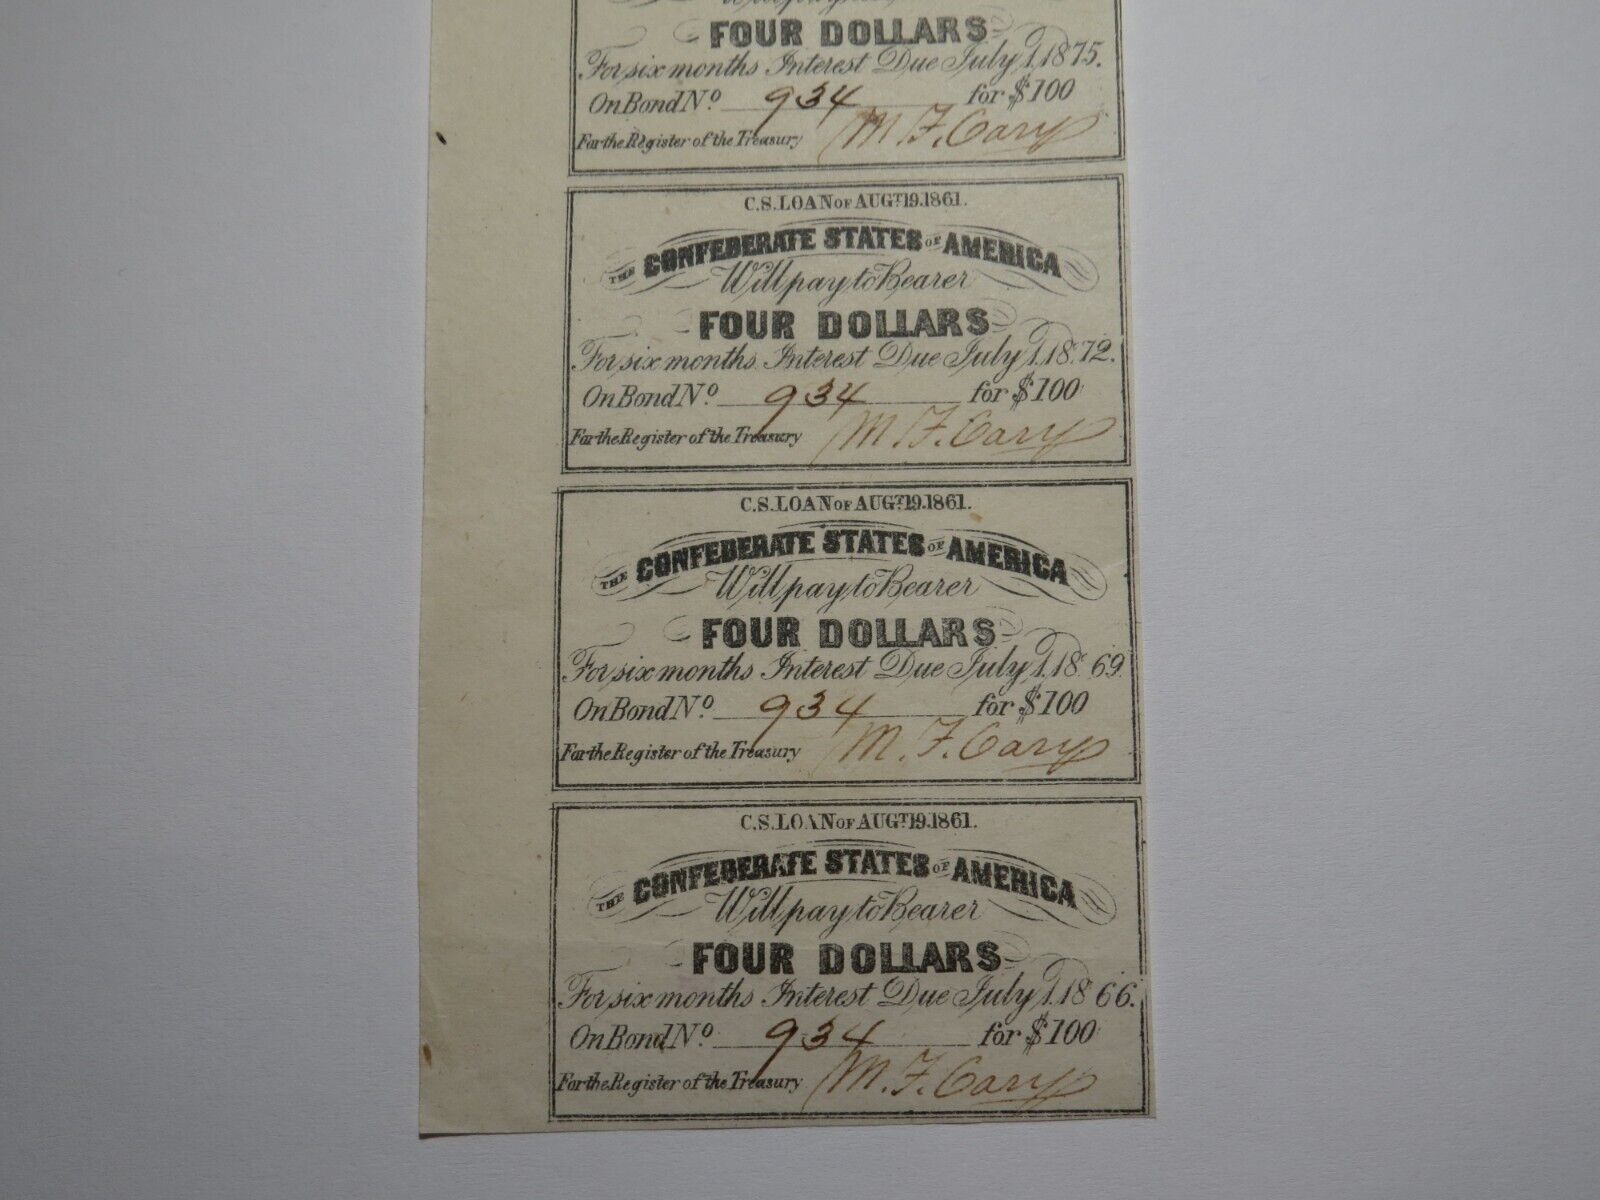 FOUR DOLLARS
For six months Interest Due July 1, 1875.
On Bond No. 934 for $100
For the Register of the Treasury M. F. Cary
C.S. LOAN OF AUGT. 19. 1861.
THE CONFEDERATE STATES OF AMERICA
Will pay to Bearer
FOUR DOLLARS
For six months Interest Due July 1, 1872.
On Bond No. 934 for $100
For the Register of the Treasury M. F. Cary
C.S. LOAN OF AUGT. 19. 1861.
THE CONFEDERATE STATES OF AMERICA
Will pay to Bearer
FOUR DOLLARS
For six months Interest Due July 1, 1869.
On Bond No. 934 for $100
For the Register of the Treasury M. F. Cary
C.S. LOAN OF AUGT. 19. 1861.
THE CONFEDERATE STATES OF AMERICA
Will pay to Bearer
FOUR DOLLARS
For six months Interest Due July 1, 1866.
On Bond No. 934 for $100
For the Register of the Treasury M. F. Cary